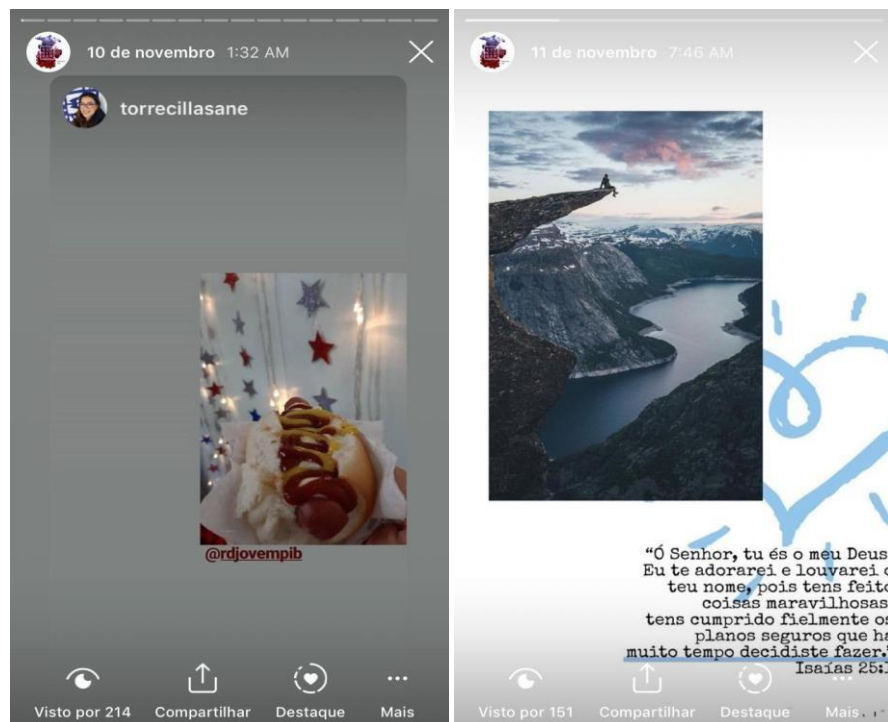 10 de novembro 1:32 AM
torrecillasane
@rdjovempib
Visto por 214 Compartilhar Destaque Mais
11 de novembro 7:46 AM
“Ó Senhor, tu és o meu Deus
Eu te adorarei e louvarei o
teu nome, pois tens feito
coisas maravilhosas
tens cumprido fielmente os
planos seguros que há
muito tempo decidiste fazer.”
Isaías 25:1
Visto por 151 Compartilhar Destaque Mais